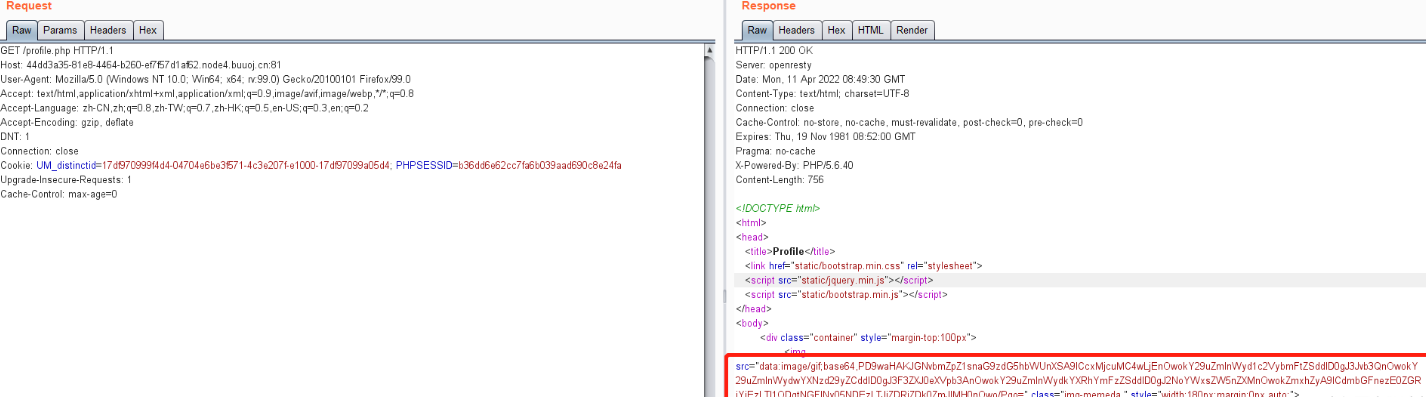 Request
Raw Params Headers Hex
GET /profile.php HTTP/1.1
Host: 44dd3a35-81e8-4464-b260-ef7f57d1af62.node4.buuoj.cn:81
User-Agent: Mozilla/5.0 (Windows NT 10.0; Win64; x64; rv:99.0) Gecko/20100101 Firefox/99.0
Accept: text/html,application/xhtml+xml,application/xml;q=0.9,image/avif,image/webp,*/*;q=0.8
Accept-Language: zh-CN,zh;q=0.8,zh-TW;q=0.7,zh-HK;q=0.5,en-US;q=0.3,en;q=0.2
Accept-Encoding: gzip, deflate
DNT: 1
Connection: close
Cookie: UM_distinctid=17df970999f4d4-04704e6be3f571-4c3e207f-e1000-17df97099a05d4; PHPSESSID=b36dd6e62cc7fa6b039aad690c8e24fa
Upgrade-Insecure-Requests: 1
Cache-Control: max-age=0
Response
Raw Headers Hex HTML Render
HTTP/1.1 200 OK
Server: openresty
Date: Mon, 11 Apr 2022 08:49:30 GMT
Content-Type: text/html; charset=UTF-8
Connection: close
Cache-Control: no-store, no-cache, must-revalidate, post-check=0, pre-check=0
Expires: Thu, 19 Nov 1981 08:52:00 GMT
Pragma: no-cache
X-Powered-By: PHP/5.6.40
Content-Length: 756
<!DOCTYPE html>
<html>
<head>
<title>Profile</title>
<link href="static/bootstrap.min.css" rel="stylesheet">
<script src="static/jquery.min.js"></script>
<script src="static/bootstrap.min.js"></script>
</head>
<body>
<div class="container" style="margin-top:100px">
<img
class="img-memeda " style="width:180px;margin:0px auto;">